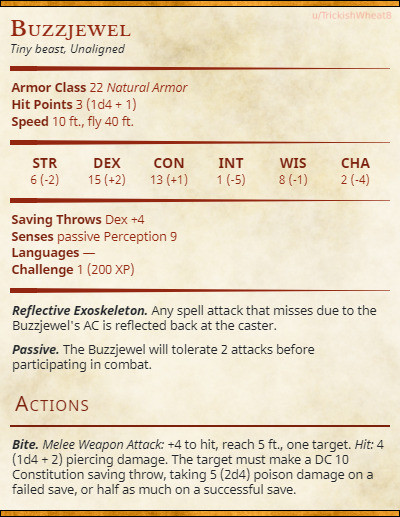 u/TrickishWheat8
Buzzjewel
Tiny beast, Unaligned
Armor Class 22 Natural Armor
Hit Points 3 (1d4 + 1)
Speed 10 ft., fly 40 ft.
STR DEX CON INT WIS CHA
6 (-2) 15 (+2) 13 (+1) 1 (-5) 8 (-1) 2 (-4)
Saving Throws Dex +4
Senses passive Perception 9
Languages —
Challenge 1 (200 XP)
Reflective Exoskeleton. Any spell attack that misses due to the
Buzzjewel's AC is reflected back at the caster.
Passive. The Buzzjewel will tolerate 2 attacks before
participating in combat.
Actions
Bite. Melee Weapon Attack: +4 to hit, reach 5 ft., one target. Hit: 4
(1d4 + 2) piercing damage. The target must make a DC 10
Constitution saving throw, taking 5 (2d4) poison damage on a
failed save, or half as much on a successful save.